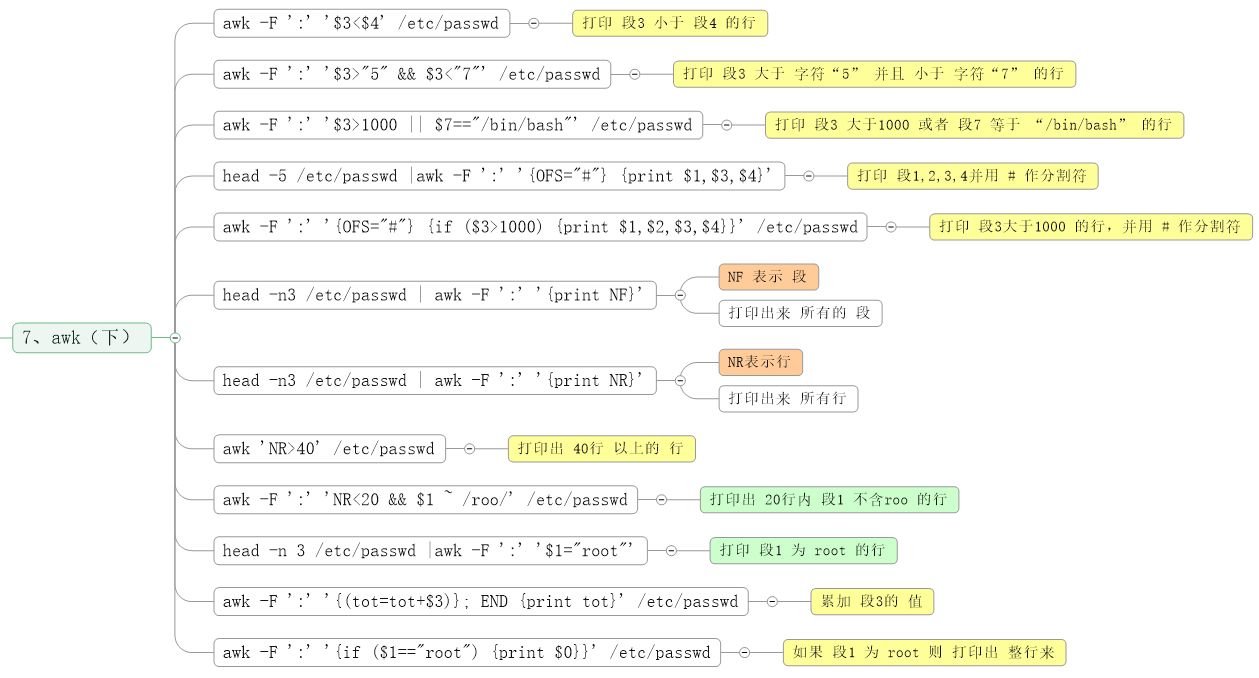 awk -F ':' '$3<$4' /etc/passwd
打印 段3 小于 段4 的行
awk -F ':' '$3>"5" && $3<"7"' /etc/passwd
打印 段3 大于 字符“5” 并且 小于 字符“7” 的行
awk -F ':' '$3>1000 || $7=="/bin/bash"' /etc/passwd
打印 段3 大于1000 或者 段7 等于 “/bin/bash” 的行
head -5 /etc/passwd |awk -F ':' '{OFS="#"} {print $1,$3,$4}'
打印 段1,2,3,4并用 # 作分割符
awk -F ':' '{OFS="#"} {if ($3>1000) {print $1,$2,$3,$4}}' /etc/passwd
打印 段3大于1000 的行，并用 # 作分割符
head -n3 /etc/passwd | awk -F ':' '{print NF}'
NF 表示 段
打印出来 所有的 段
7、awk（下）
head -n3 /etc/passwd | awk -F ':' '{print NR}'
NR表示行
打印出来 所有行
awk 'NR>40' /etc/passwd
打印出 40行 以上的 行
awk -F ':' 'NR<20 && $1 ~ /roo/' /etc/passwd
打印出 20行内 段1 不含roo 的行
head -n 3 /etc/passwd |awk -F ':' '$1="root"'
打印 段1 为 root 的行
awk -F ':' '{(tot=tot+$3)}; END {print tot}' /etc/passwd
累加 段3的 值
awk -F ':' '{if ($1=="root") {print $0}}' /etc/passwd
如果 段1 为 root 则 打印出 整行来